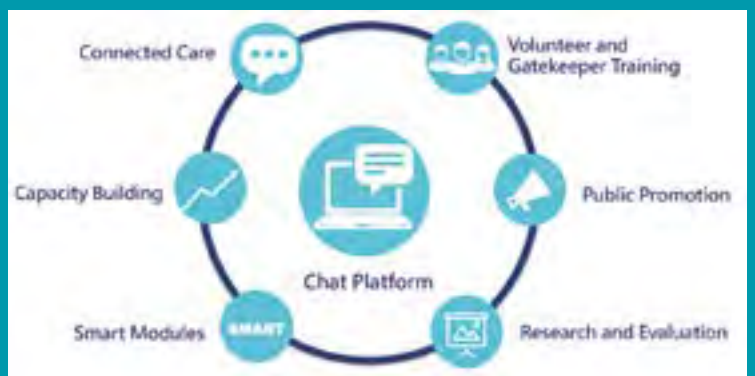 Connected Care
Volunteer and
Gatekeeper Training
Capacity Building
Public Promotion
Chat Platform
Smart Modules
SMART
Research and Evaluation